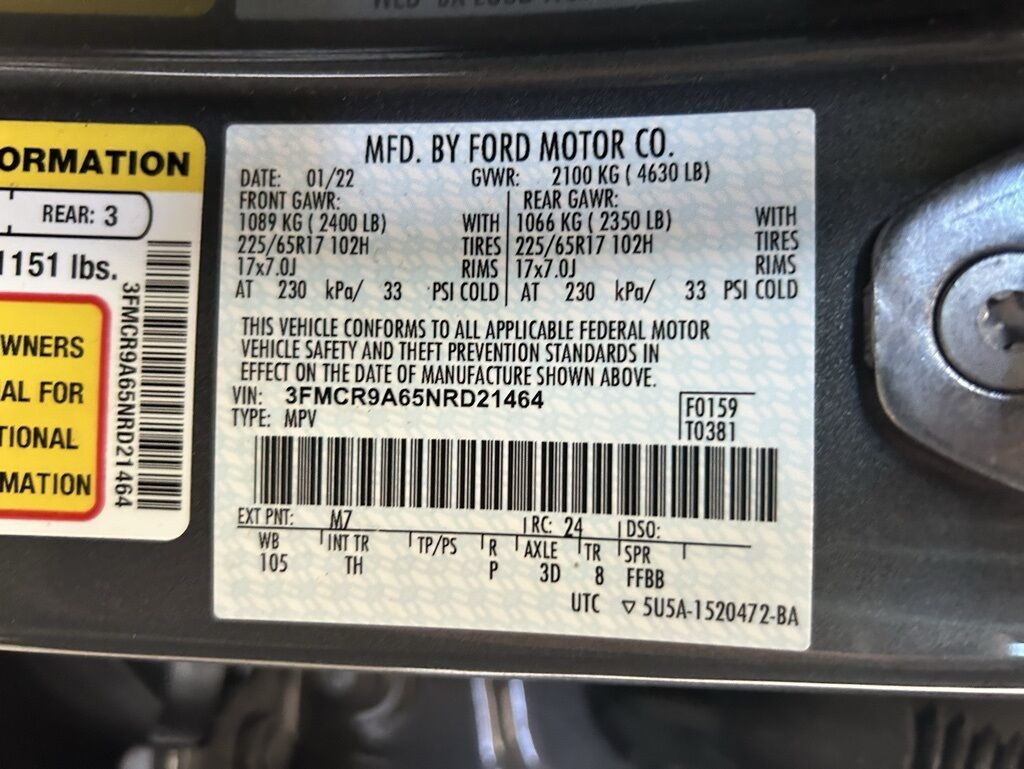 ORMATION
REAR: 3
1151 lbs.
3FMCR9A65NRD21464
WNERS
AL FOR
TIONAL
MATION
MFD. BY FORD MOTOR CO.
DATE: 01/22 GVWR: 2100 KG ( 4630 LB)
FRONT GAWR: REAR GAWR:
1089 KG ( 2400 LB) WITH 1066 KG ( 2350 LB) WITH
225/65R17 102H TIRES 225/65R17 102H TIRES
17x7.0J RIMS 17x7.0J RIMS
AT 230 kPa/ 33 PSI COLD AT 230 kPa/ 33 PSI COLD
THIS VEHICLE CONFORMS TO ALL APPLICABLE FEDERAL MOTOR
VEHICLE SAFETY AND THEFT PREVENTION STANDARDS IN
EFFECT ON THE DATE OF MANUFACTURE SHOWN ABOVE.
VIN: 3FMCR9A65NRD21464
TYPE: MPV
F0159
T0381
EXT PNT: M7 RC: 24 DSO:
WB INT TR TP/PS R AXLE TR SPR
105 TH P 3D 8 FFBB
UTC ▽ 5U5A-1520472-BA